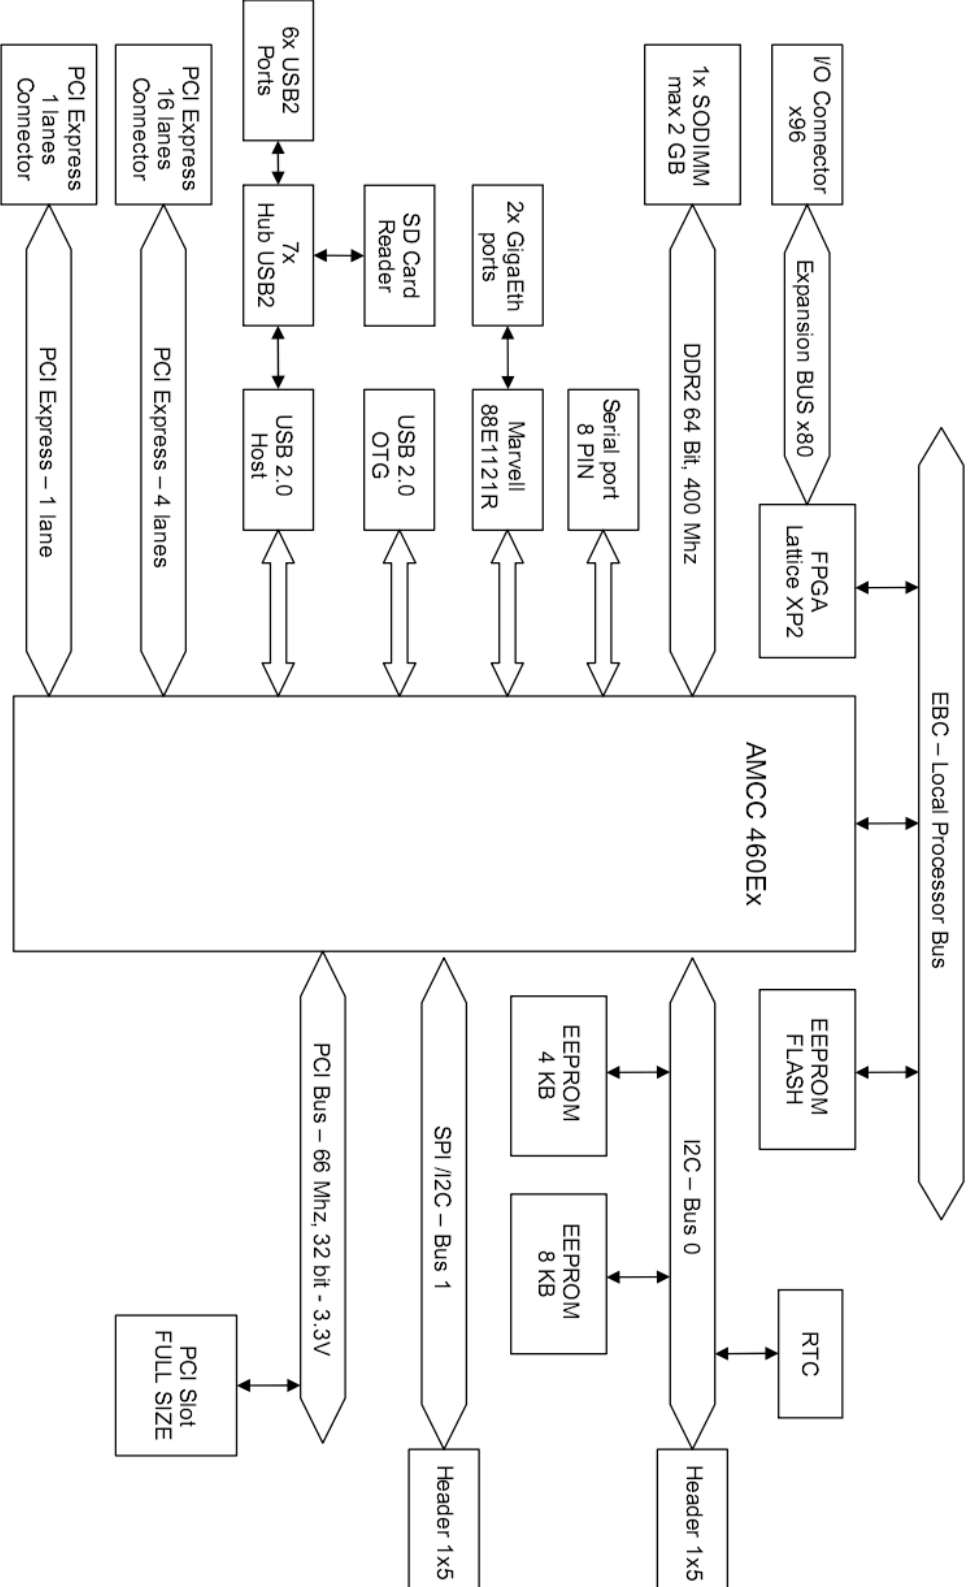 EBC – Local Processor Bus
I/O Connector
x96
Expansion BUS x80
FPGA
Lattice XP2
EEPROM
FLASH
RTC
1x SODIMM
max 2 GB
DDR2 64 Bit, 400 Mhz
AMCC 460Ex
I2C – Bus 0
Header 1x5
Serial port
8 PIN
2x GigaEth
ports
Marvell
88E1121R
EEPROM
4 KB
EEPROM
8 KB
SD Card
Reader
USB 2.0
OTG
SPI /I2C – Bus 1
Header 1x5
6x USB2
Ports
7x
Hub USB2
USB 2.0
Host
PCI Bus – 66 Mhz, 32 bit - 3.3V
PCI Express
16 lanes
Connector
PCI Express – 4 lanes
PCI Slot
FULL SIZE
PCI Express
1 lanes
Connector
PCI Express – 1 lane